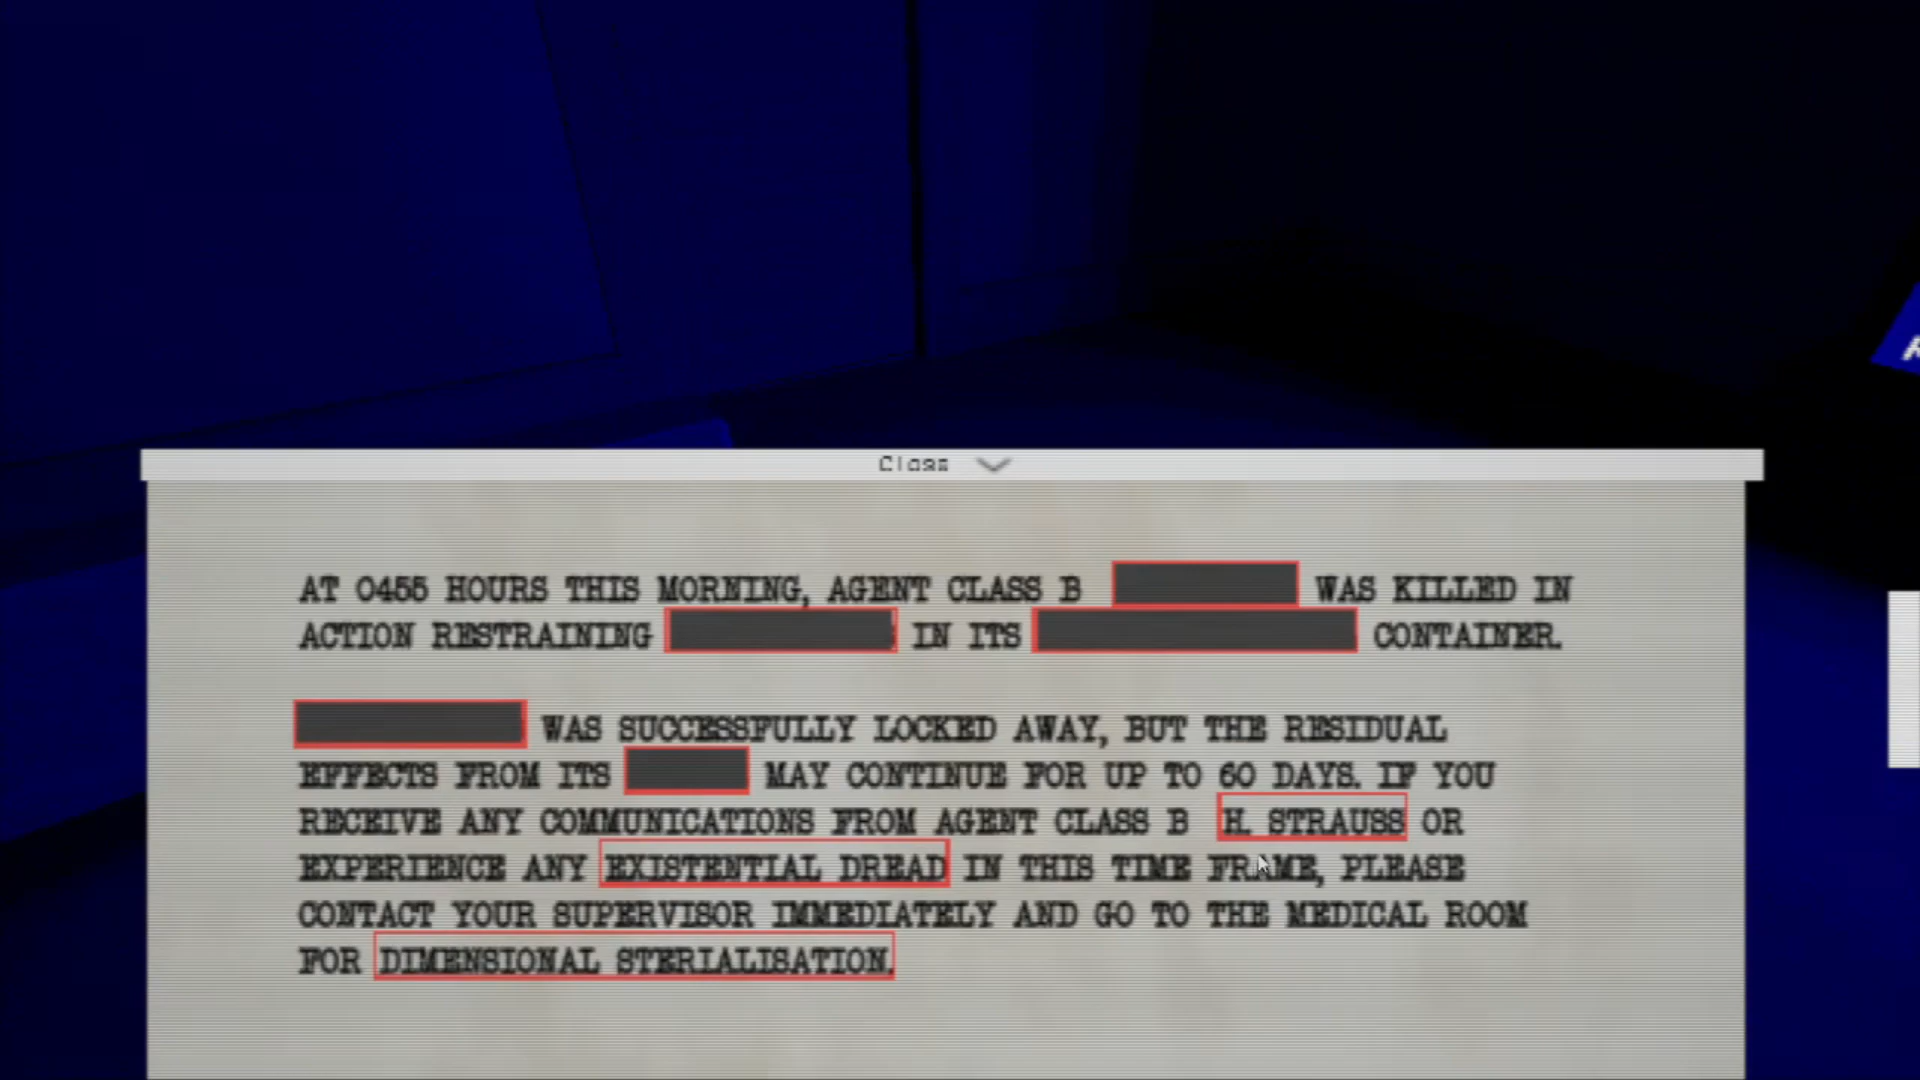 Class
AT 0455 HOURS THIS MORNING, AGENT CLASS B WAS KILLED IN
ACTION RESTRAINING IN ITS CONTAINER.
WAS SUCCESSFULLY LOCKED AWAY, BUT THE RESIDUAL
EFFECTS FROM ITS MAY CONTINUE FOR UP TO 60 DAYS. IF YOU
RECEIVE ANY COMMUNICATIONS FROM AGENT CLASS B H. STRAUSS OR
EXPERIENCE ANY EXISTENTIAL DREAD IN THIS TIME FRAME, PLEASE
CONTACT YOUR SUPERVISOR IMMEDIATELY AND GO TO THE MEDICAL ROOM
FOR DIMENSIONAL STERIALISATION.